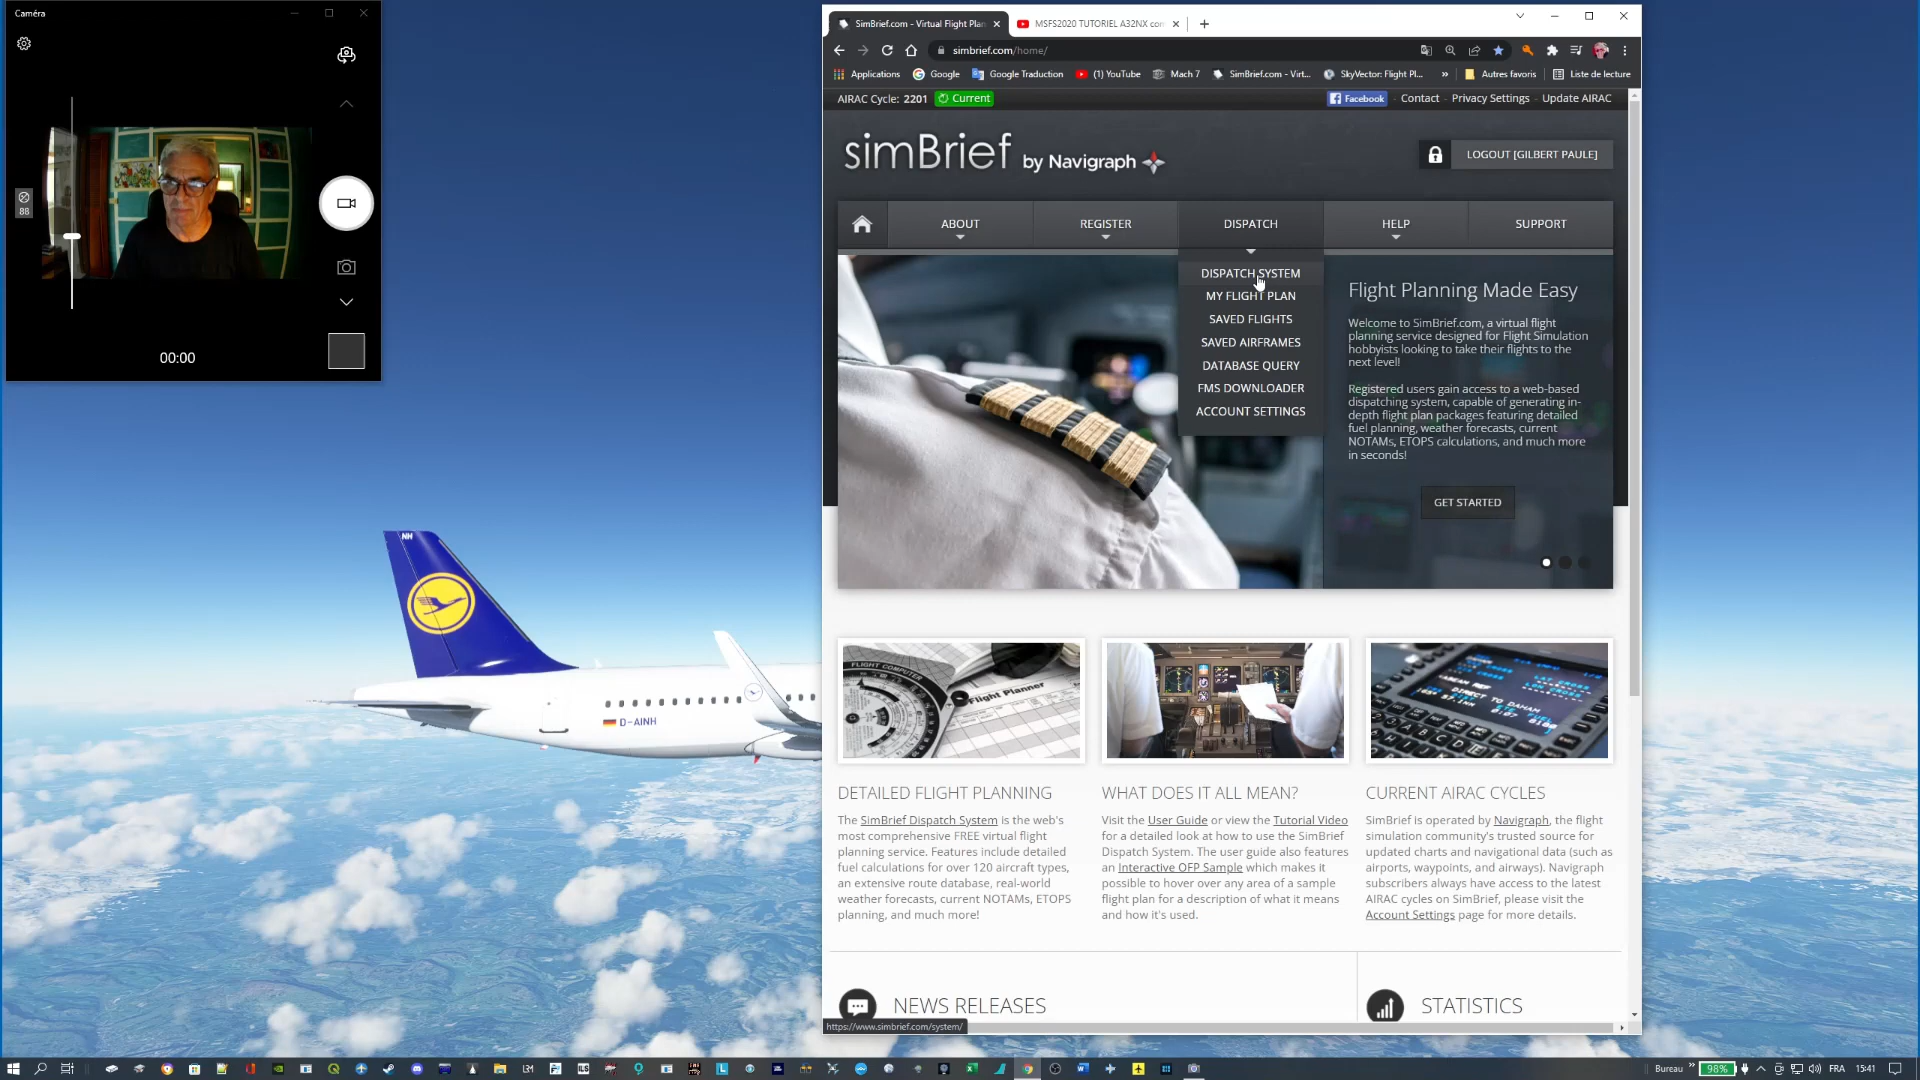 Caméra
88
00:00
NH
D-AINH
SimBrief.com - Virtual Flight Plan
MSFS2020 TUTORIEL A32NX com
simbrief.com/home/
Applications
Google
Google Traduction
(1) YouTube
Mach 7
SimBrief.com - Virt...
SkyVector: Flight Pl...
»
Autres favoris
Liste de lecture
AIRAC Cycle: 2201
Current
Facebook
- Contact - Privacy Settings - Update AIRAC
simBrief by Navigraph
LOGOUT [GILBERT PAULE]
ABOUT
REGISTER
DISPATCH
HELP
SUPPORT
DISPATCH SYSTEM
MY FLIGHT PLAN
SAVED FLIGHTS
SAVED AIRFRAMES
DATABASE QUERY
FMS DOWNLOADER
ACCOUNT SETTINGS
Flight Planning Made Easy
Welcome to SimBrief.com, a virtual flight
planning service designed for Flight Simulation
hobbyists looking to take their flights to the
next level!
Registered users gain access to a web-based
dispatching system, capable of generating in-
depth flight plan packages featuring detailed
fuel planning, weather forecasts, current
NOTAMs, ETOPS calculations, and much more
in seconds!
GET STARTED
FLIGHT COMPUTER
Flight Planner
DIRECT TO DAHAM
DETAILED FLIGHT PLANNING
The SimBrief Dispatch System is the web's
most comprehensive FREE virtual flight
planning service. Features include detailed
fuel calculations for over 120 aircraft types,
an extensive route database, real-world
weather forecasts, current NOTAMs, ETOPS
planning, and much more!
WHAT DOES IT ALL MEAN?
Visit the User Guide or view the Tutorial Video
for a detailed look at how to use the SimBrief
Dispatch System. The user guide also features
an Interactive OFP Sample which makes it
possible to hover over any area of a sample
flight plan for a description of what it means
and how it's used.
CURRENT AIRAC CYCLES
SimBrief is operated by Navigraph, the flight
simulation community's trusted source for
updated charts and navigational data (such as
airports, waypoints, and airways). Navigraph
subscribers always have access to the latest
AIRAC cycles on SimBrief, please visit the
Account Settings page for more details.
NEWS RELEASES
STATISTICS
https://www.simbrief.com/system/
Bureau
»
98%
FRA
15:41